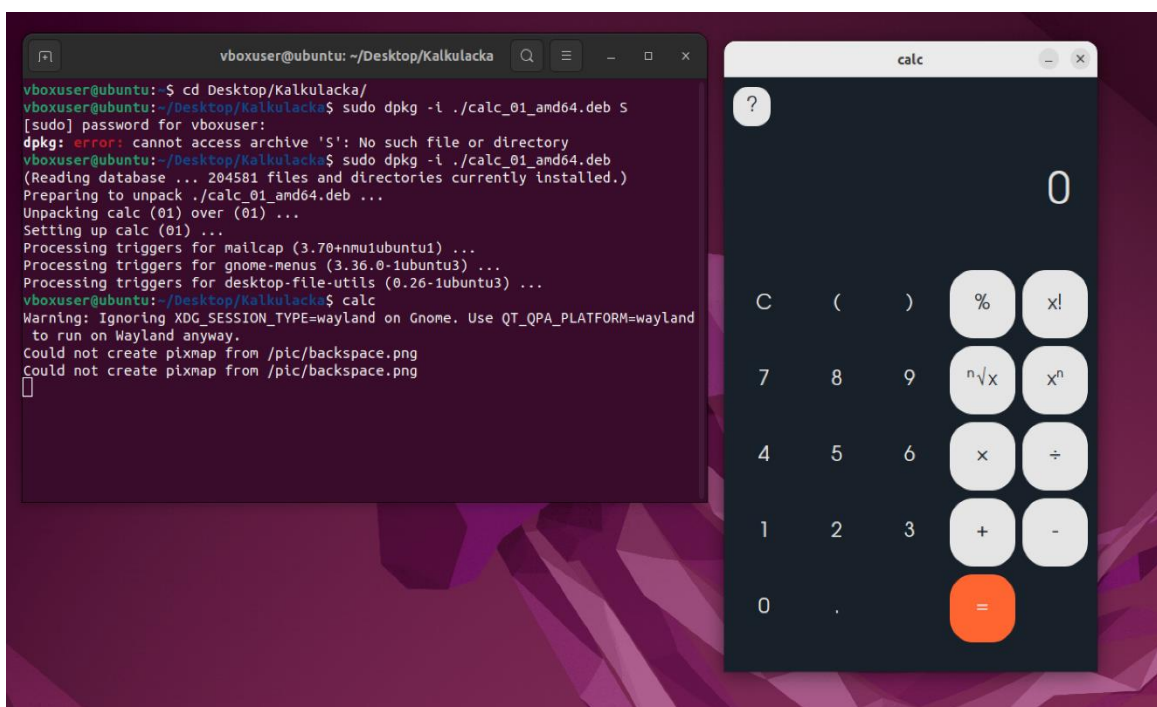 vboxuser@ubuntu: ~/Desktop/Kalkulacka
vboxuser@ubuntu:~$ cd Desktop/Kalkulacka/
vboxuser@ubuntu:~/Desktop/Kalkulacka$ sudo dpkg -i ./calc_01_amd64.deb S
[sudo] password for vboxuser:
dpkg: error: cannot access archive 'S': No such file or directory
vboxuser@ubuntu:~/Desktop/Kalkulacka$ sudo dpkg -i ./calc_01_amd64.deb
(Reading database ... 204581 files and directories currently installed.)
Preparing to unpack ./calc_01_amd64.deb ...
Unpacking calc (01) over (01) ...
Setting up calc (01) ...
Processing triggers for mailcap (3.70+nmu1ubuntu1) ...
Processing triggers for gnome-menus (3.36.0-1ubuntu3) ...
Processing triggers for desktop-file-utils (0.26-1ubuntu3) ...
vboxuser@ubuntu:~/Desktop/Kalkulacka$ calc
Warning: Ignoring XDG_SESSION_TYPE=wayland on Gnome. Use QT_QPA_PLATFORM=wayland
 to run on Wayland anyway.
Could not create pixmap from /pic/backspace.png
Could not create pixmap from /pic/backspace.png
calc
?
0
C ( ) % x!
7 8 9 ⁿ√x xⁿ
4 5 6 × ÷
1 2 3 + -
0 . =